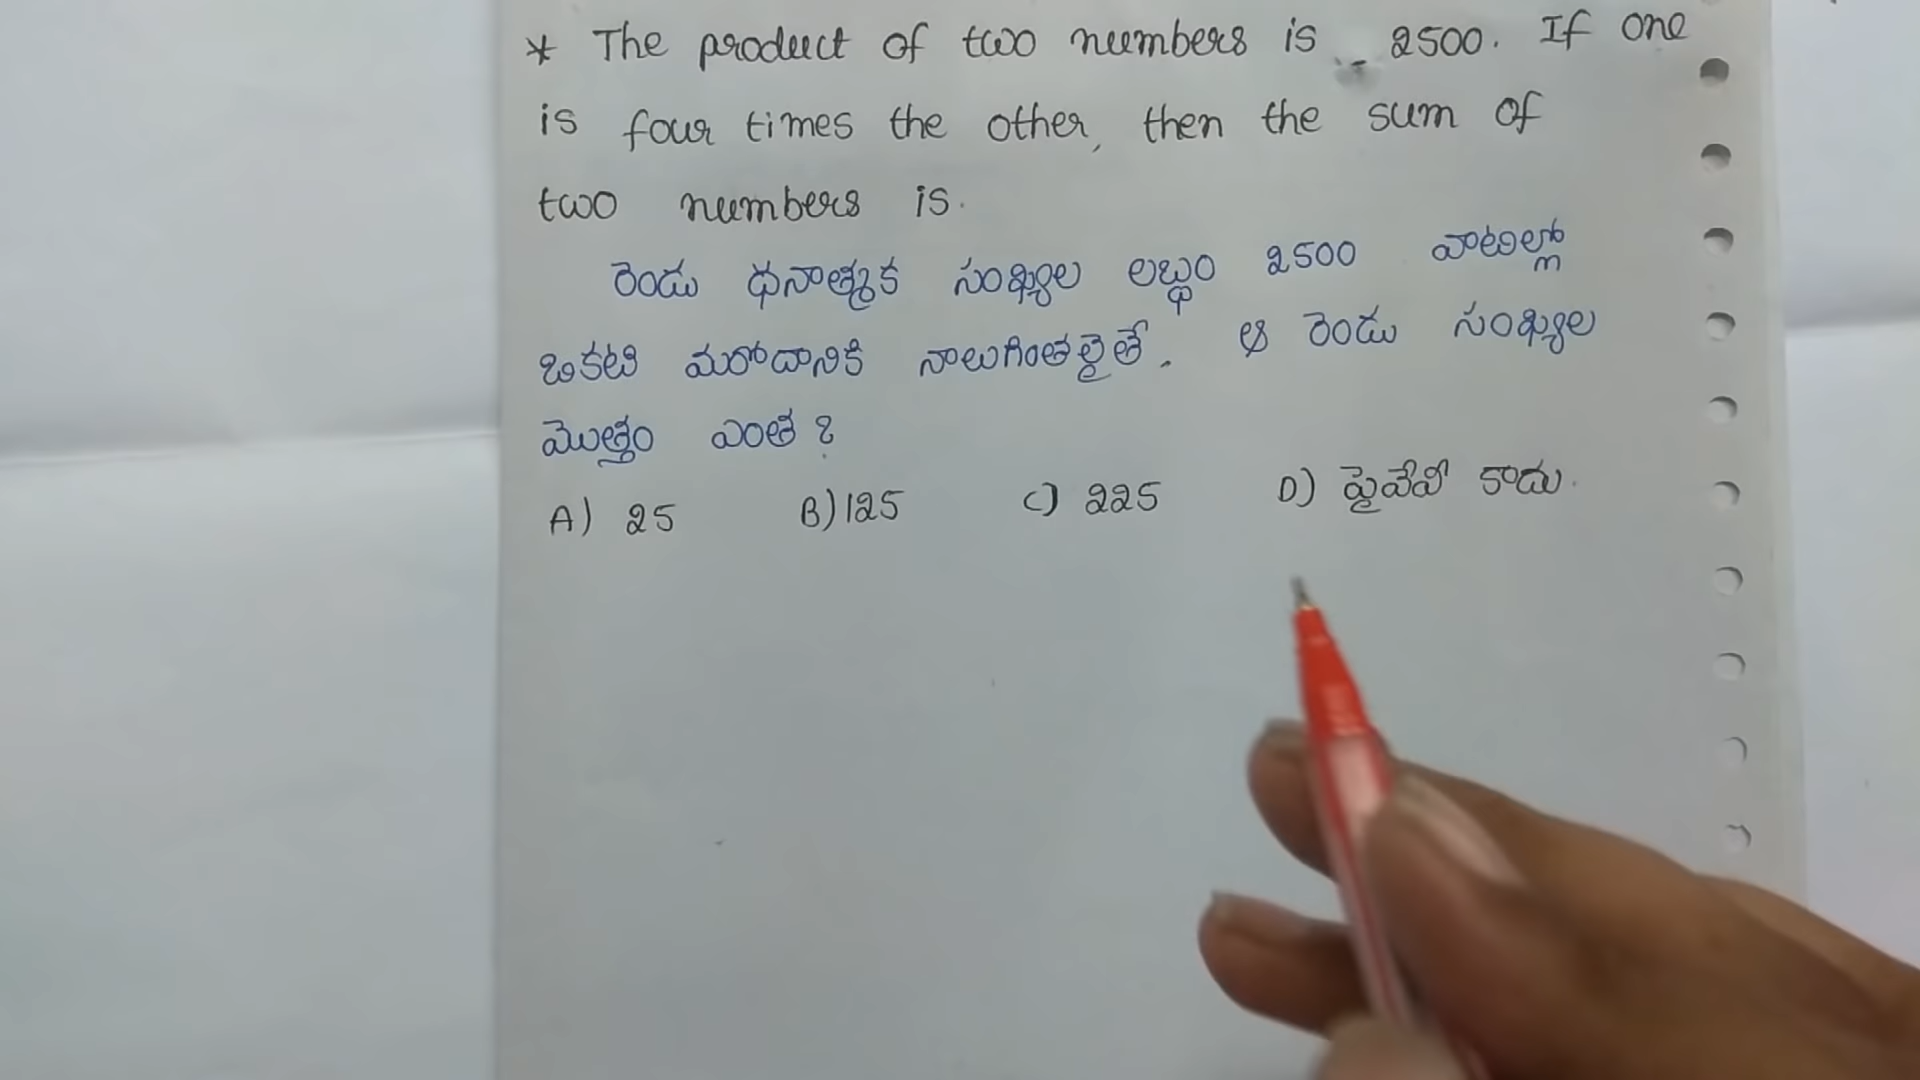 * The product of two numbers is 2500. If one
is four times the other, then the sum of
two numbers is.
రెండు ధనాత్మక సంఖ్యల లబ్ధం 2500 వాటిల్లో
ఒకటి మరోదానికి నాలుగింతలైతే. ఆ రెండు సంఖ్యల
మొత్తం ఎంత?
A) 25 B) 125 C) 225 D) పైవేవీ కాదు.